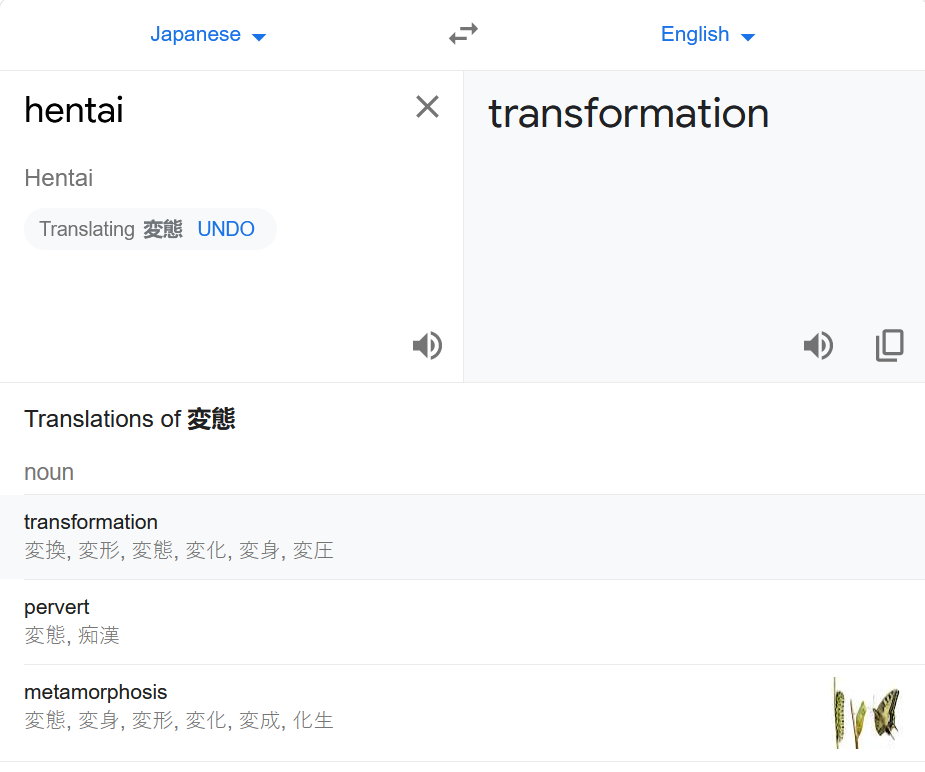 Japanese
English
hentai
transformation
Hentai
Translating 変態 UNDO
Translations of 変態
noun
transformation
変換, 変形, 変態, 変化, 変身, 変圧
pervert
変態, 痴漢
metamorphosis
変態, 変身, 変形, 変化, 変成, 化生